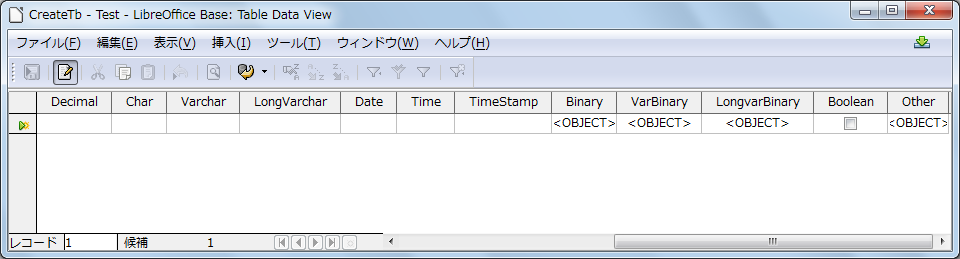 CreateTb - Test - LibreOffice Base: Table Data View
ファイル(F) 編集(E) 表示(V) 挿入(I) ツール(T) ウィンドウ(W) ヘルプ(H)
Decimal Char Varchar LongVarchar Date Time TimeStamp Binary VarBinary LongvarBinary Boolean Other
<OBJECT> <OBJECT> <OBJECT> <OBJECT>
レコード 1 候補 1